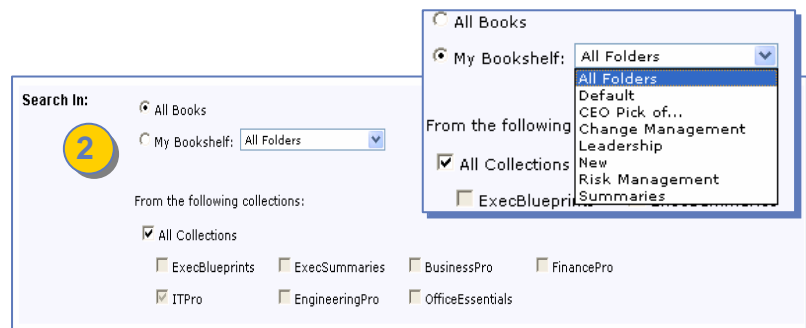 All Books
My Bookshelf: All Folders
All Folders
Default
CEO Pick of...
Change Management
Leadership
New
Risk Management
Summaries
From the following
All Collections
Search In:
All Books
2
My Bookshelf: All Folders
From the following collections:
All Collections
ExecBlueprints ExecSummaries BusinessPro FinancePro
ITPro EngineeringPro OfficeEssentials